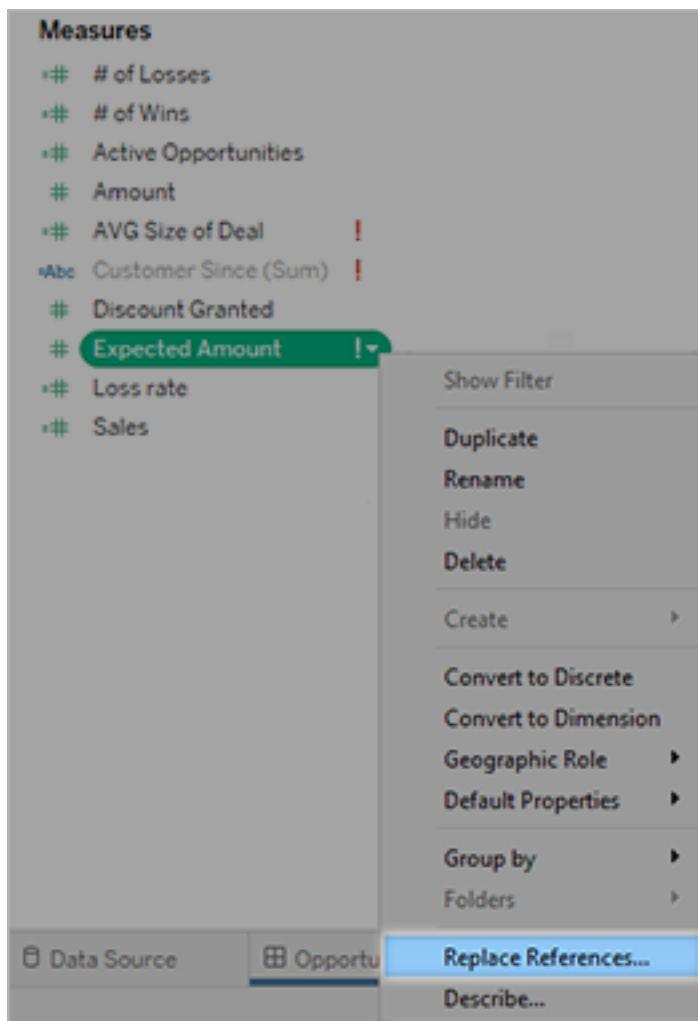 Measures
# of Losses
# of Wins
Active Opportunities
Amount
AVG Size of Deal !
Abc Customer Since (Sum) !
Discount Granted
Expected Amount !
Loss rate
Sales
Show Filter
Duplicate
Rename
Hide
Delete
Create
Convert to Discrete
Convert to Dimension
Geographic Role
Default Properties
Group by
Folders
Replace References...
Describe...
Data Source
Opportu